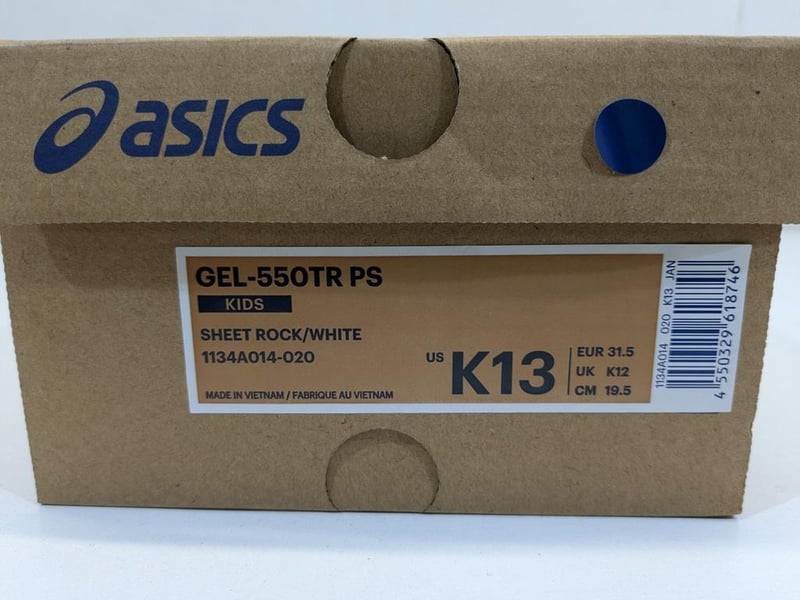 asics
GEL-550TR PS
KIDS
SHEET ROCK/WHITE
1134A014-020
MADE IN VIETNAM / FABRIQUE AU VIETNAM
US K13
EUR 31.5
UK K12
CM 19.5
1134A014 020 K13 JAN
4 550329 618746